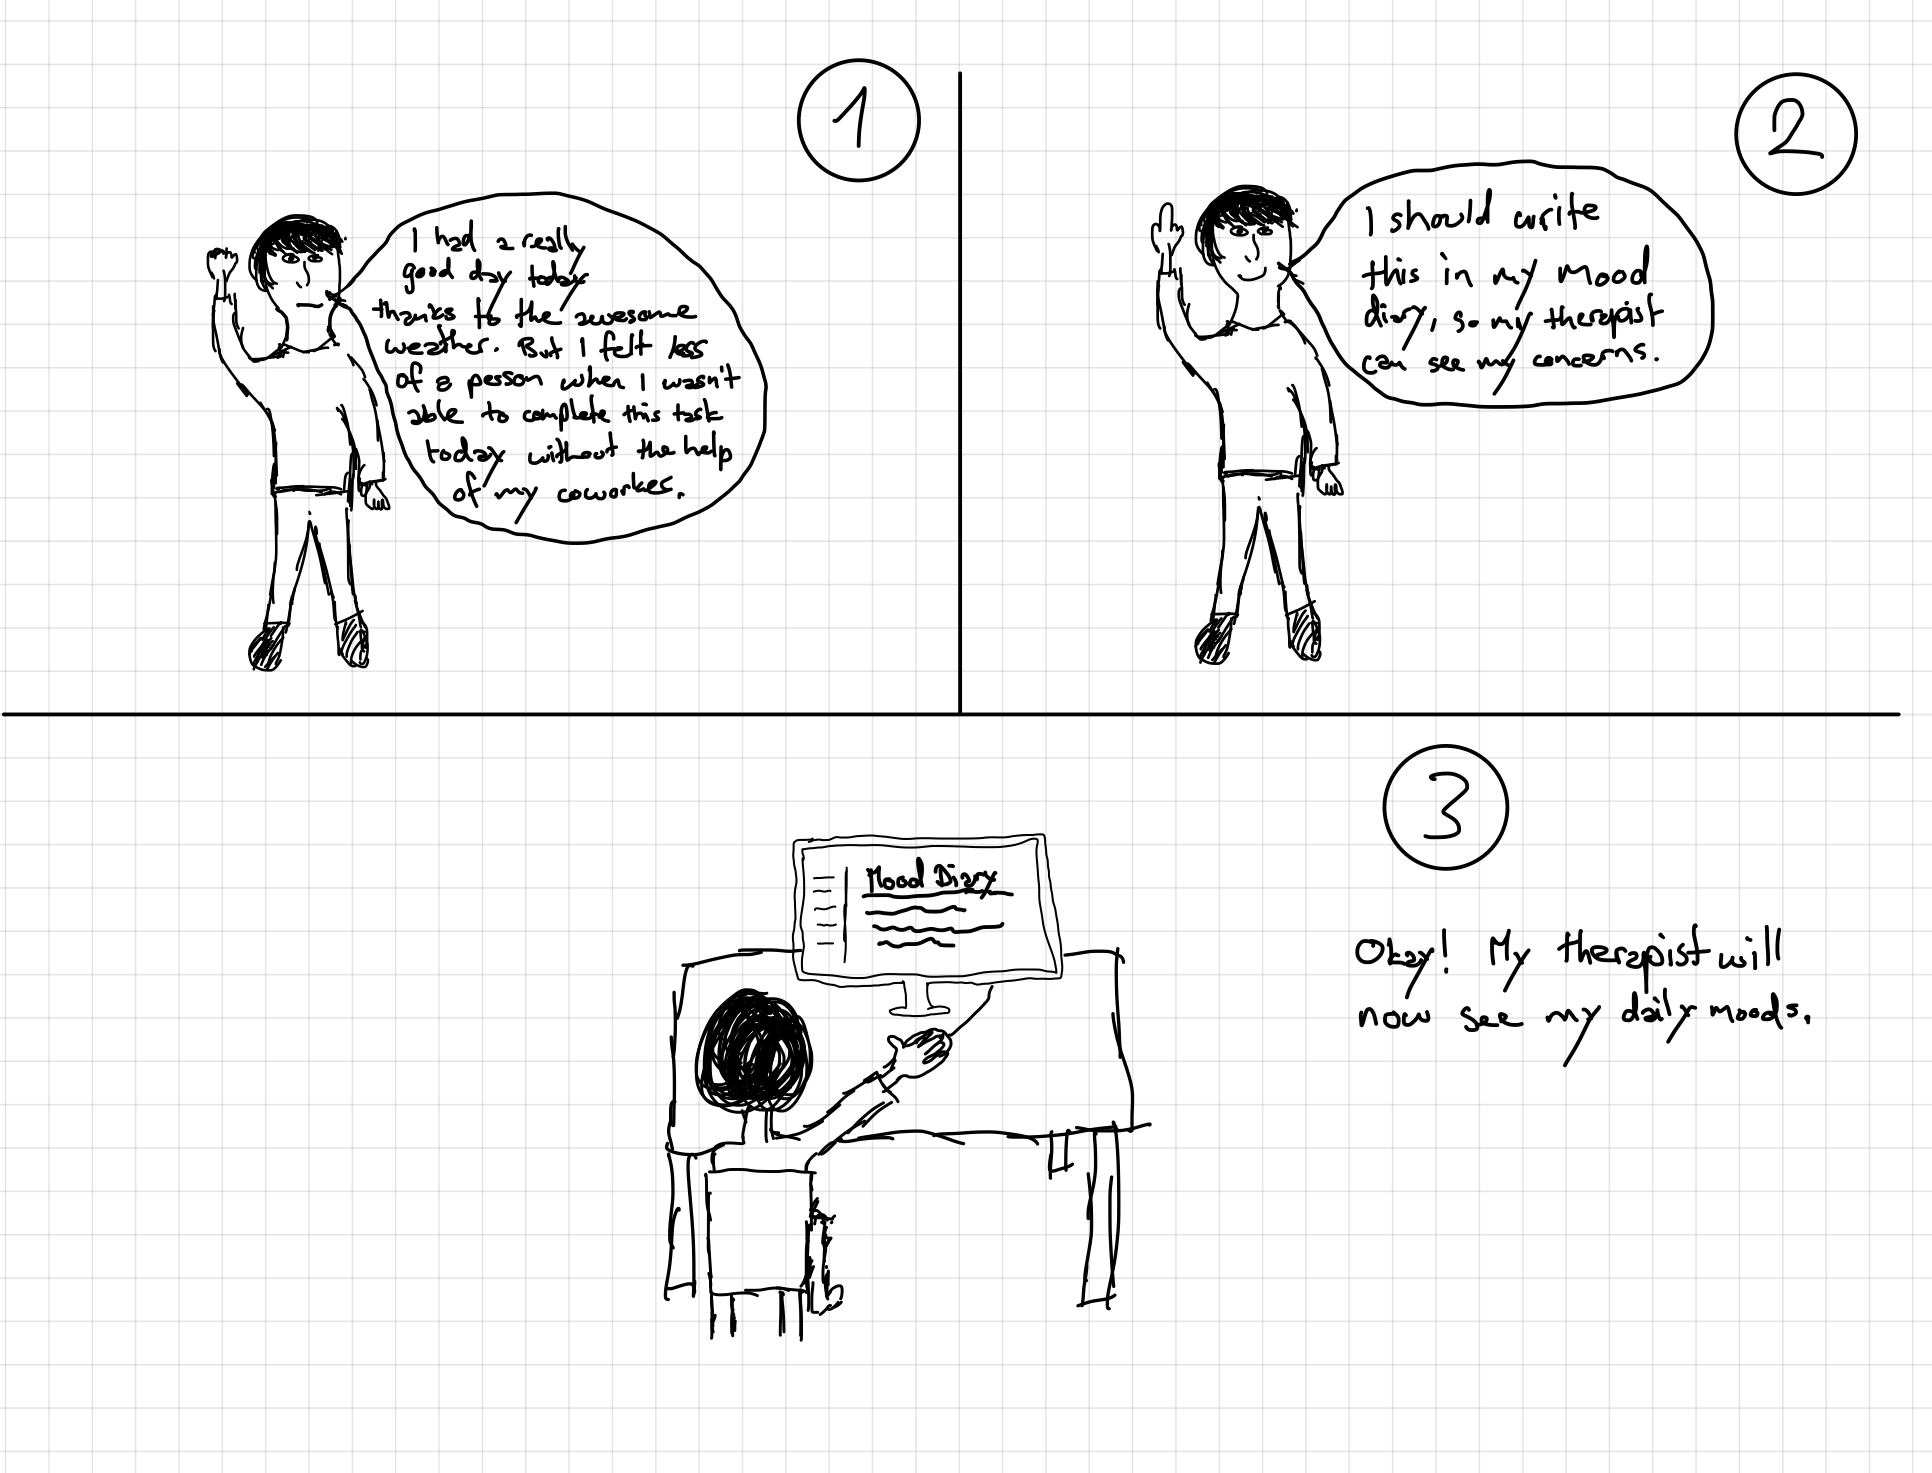 1
I had a really
good day today
thanks to the awesome
weather. But I felt less
of a person when I wasn't
able to complete this task
today without the help
of my coworker.
2
I should write
this in my mood
diary, so my therapist
can see my concerns.
3
Mood Diary
Okay! My therapist will
now see my daily moods.